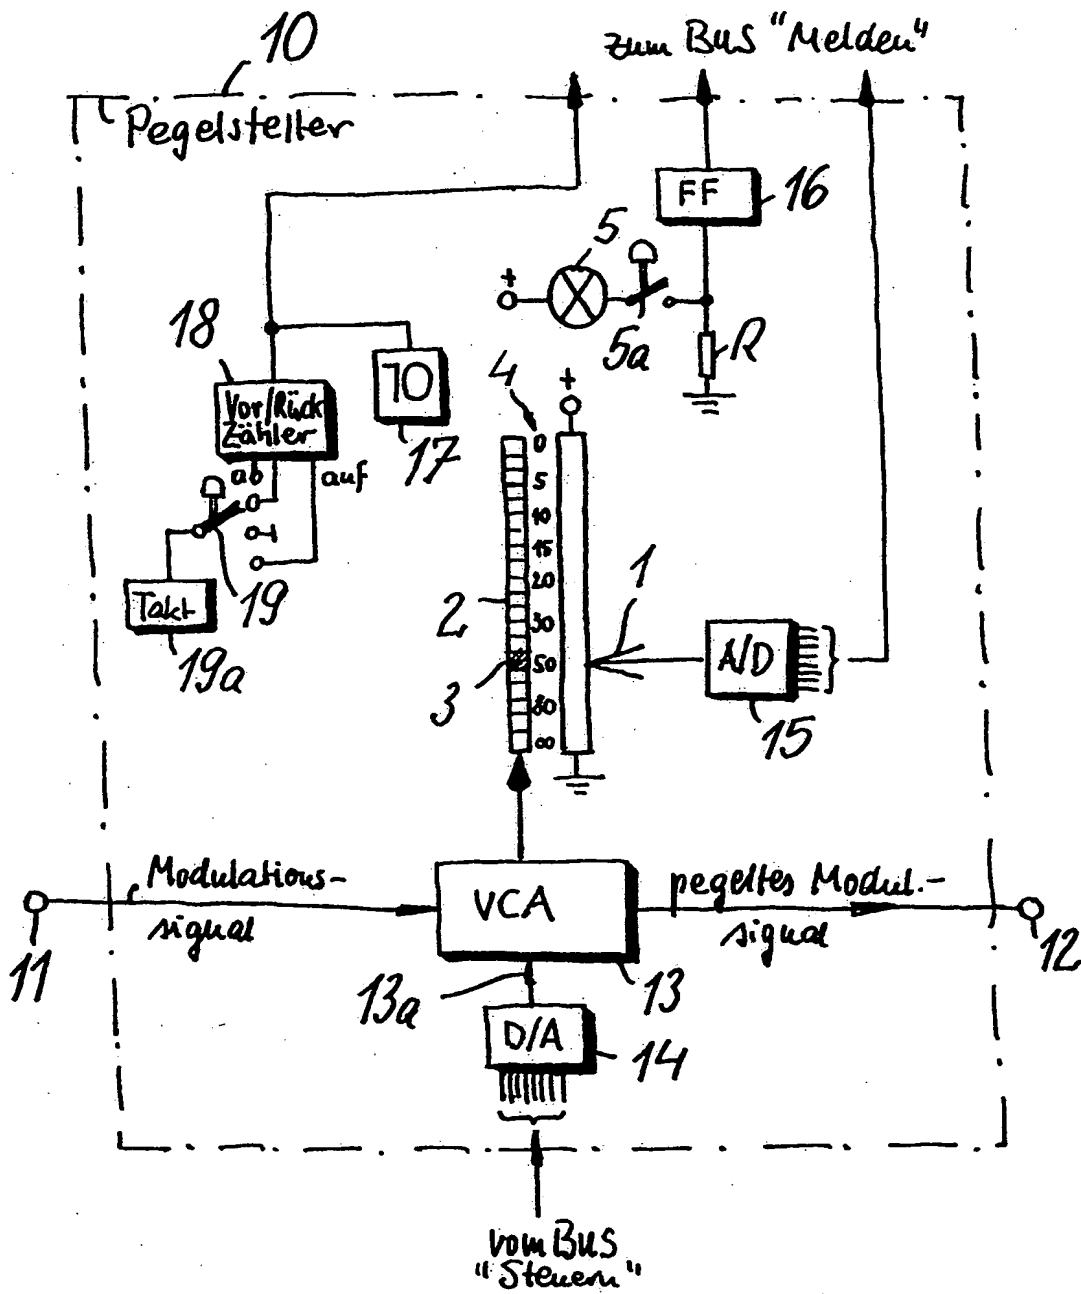 10
zum BUS "Melden"
Pegelsteller
FF
16
5
+
5a
R
18
Vor/Rück
Zähler
ab
auf
10
17
4
+
0
5
10
15
20
30
50
80
∞
19
Takt
19a
2
3
1
A/D
15
Modulations-
signal
VCA
pegeltes Modul.-
signal
11
12
13a
13
D/A
14
vom BUS
"Steuern"